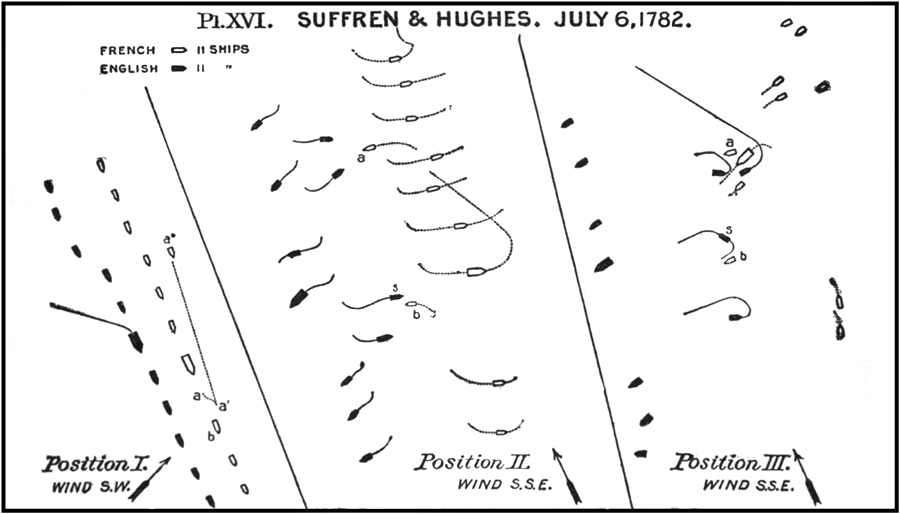 Pl.XVI. SUFFREN & HUGHES. JULY 6,1782.
FRENCH 11 SHIPS
ENGLISH 11 "
a"
a
a'
b
Position I.
WIND S.W.
a
s
b
Position II.
WIND S.S.E.
a
s
b
Position III.
WIND S.S.E.